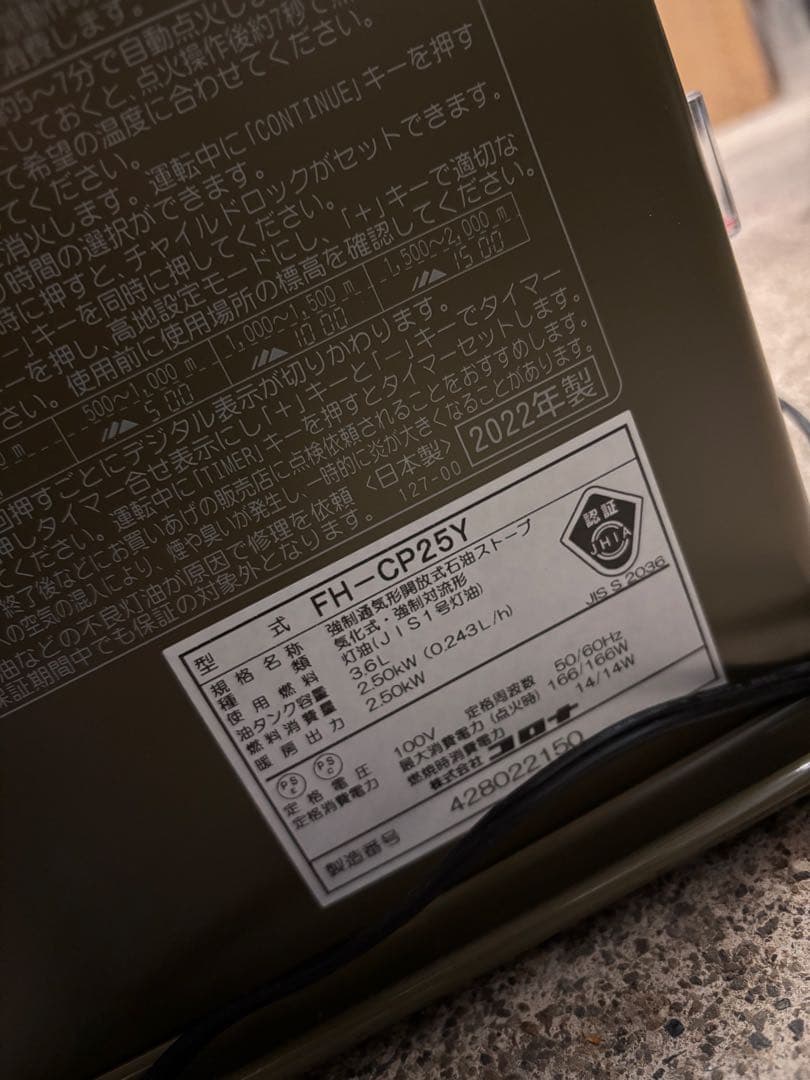 消費します。
約5～7分で自動点火しま
しておくと、点火操作後約7秒で点
て希望の温度に合わせてください。
てください。
消火します。運転中に「CONTINUE」キーを押す
時間の選択ができます。
時に押すと、チャイルドロックがセットできます。
ー」キーを同時に押してください。
ーを押し、高地設定モードにし、「+」キーで適切な
さい。使用前に使用場所の標高を確認してください。
500～1,000 m 1,000～1,500 m 1,500～2,000 m
500 1000 1500
回押すごとにデジタル表示が切りかわります。
押しタイマー合せ表示にし「+」キーと「-」キーでタイマー
てください。運転中に「TIMER」キーを押すとタイマーセットします。
終了後などにお買いあげの販売店に点検依頼されることをおすすめします。
への空気の混入により、煙や臭いが発生し、一時的に炎が大きくなることがあります。
油などの不良灯油が原因で修理を依頼
保証期間中でも保証の対象外となります。
〈日本製〉 2022年製
127-00
型式 FH-CP25Y
規格名称 強制通気形開放式石油ストーブ
種類 気化式・強制対流形
使用燃料 灯油(JIS1号灯油)
油タンク容量 3.6L
燃料消費量 2.50kW (0.243L/h)
暖房出力 2.50kW
認証
JHIA
JIS S 2036
PSE PSC
定格電圧 100V 定格周波数 50/60Hz
定格消費電力 最大消費電力(点火時) 166/166W
燃焼時消費電力 14/14W
株式会社 コロナ
製造番号 428022150